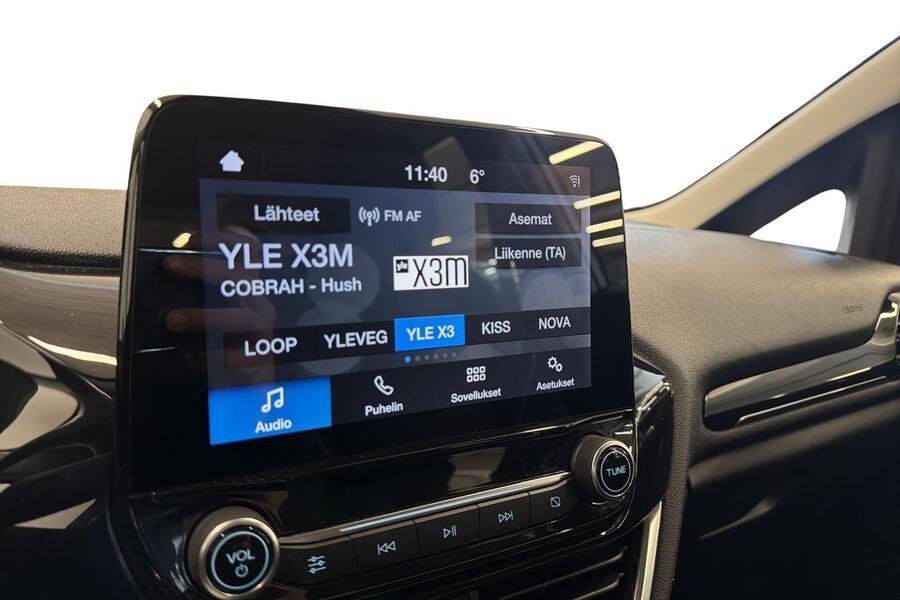 11:40 6°
Lähteet FM AF Asemat
YLE X3M
yle X3M
Liikenne (TA)
COBRAH - Hush
LOOP YLEVEG YLE X3 KISS NOVA
Audio Puhelin Sovellukset Asetukset
TUNE
VOL